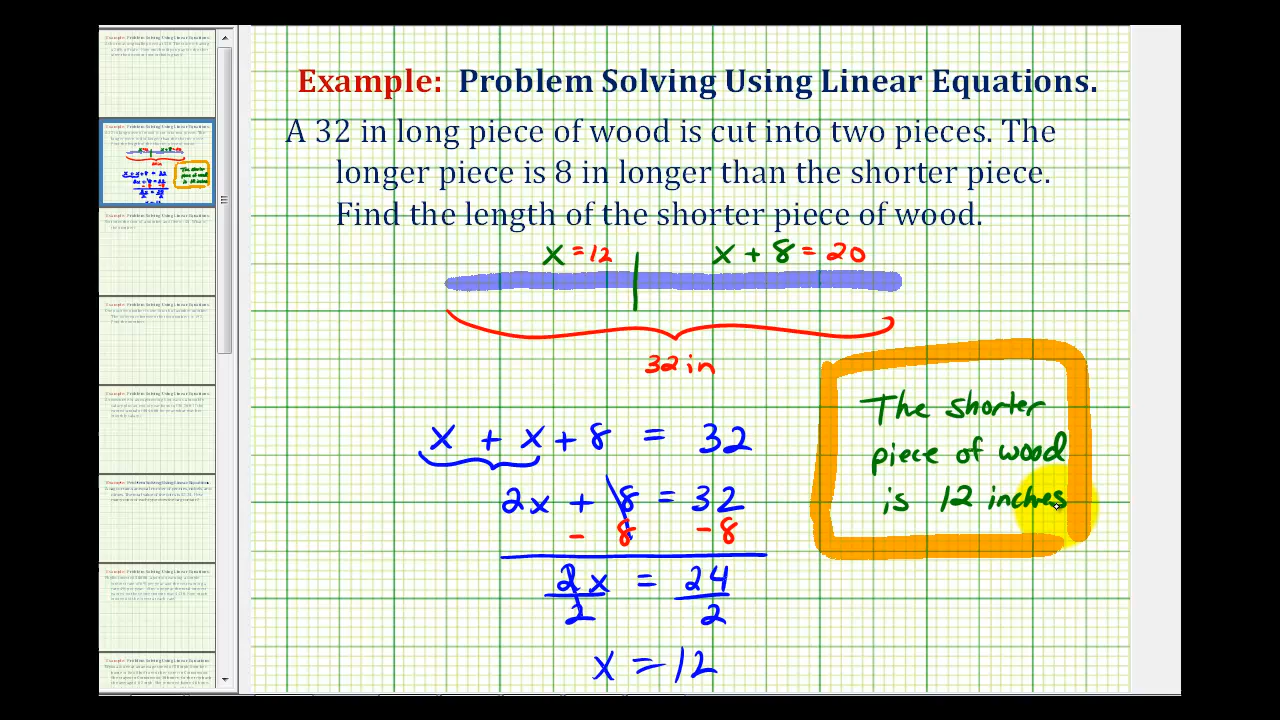 Example: Problem Solving Using Linear Equations.
A 32 in long piece of wood is cut into two pieces. The
longer piece is 8 in longer than the shorter piece.
Find the length of the shorter piece of wood.
x = 12 x + 8 = 20
32 in
x + x + 8 = 32
2x + 8 = 32
- 8 - 8
2x = 24
2 2
x = 12
The shorter
piece of wood
is 12 inches